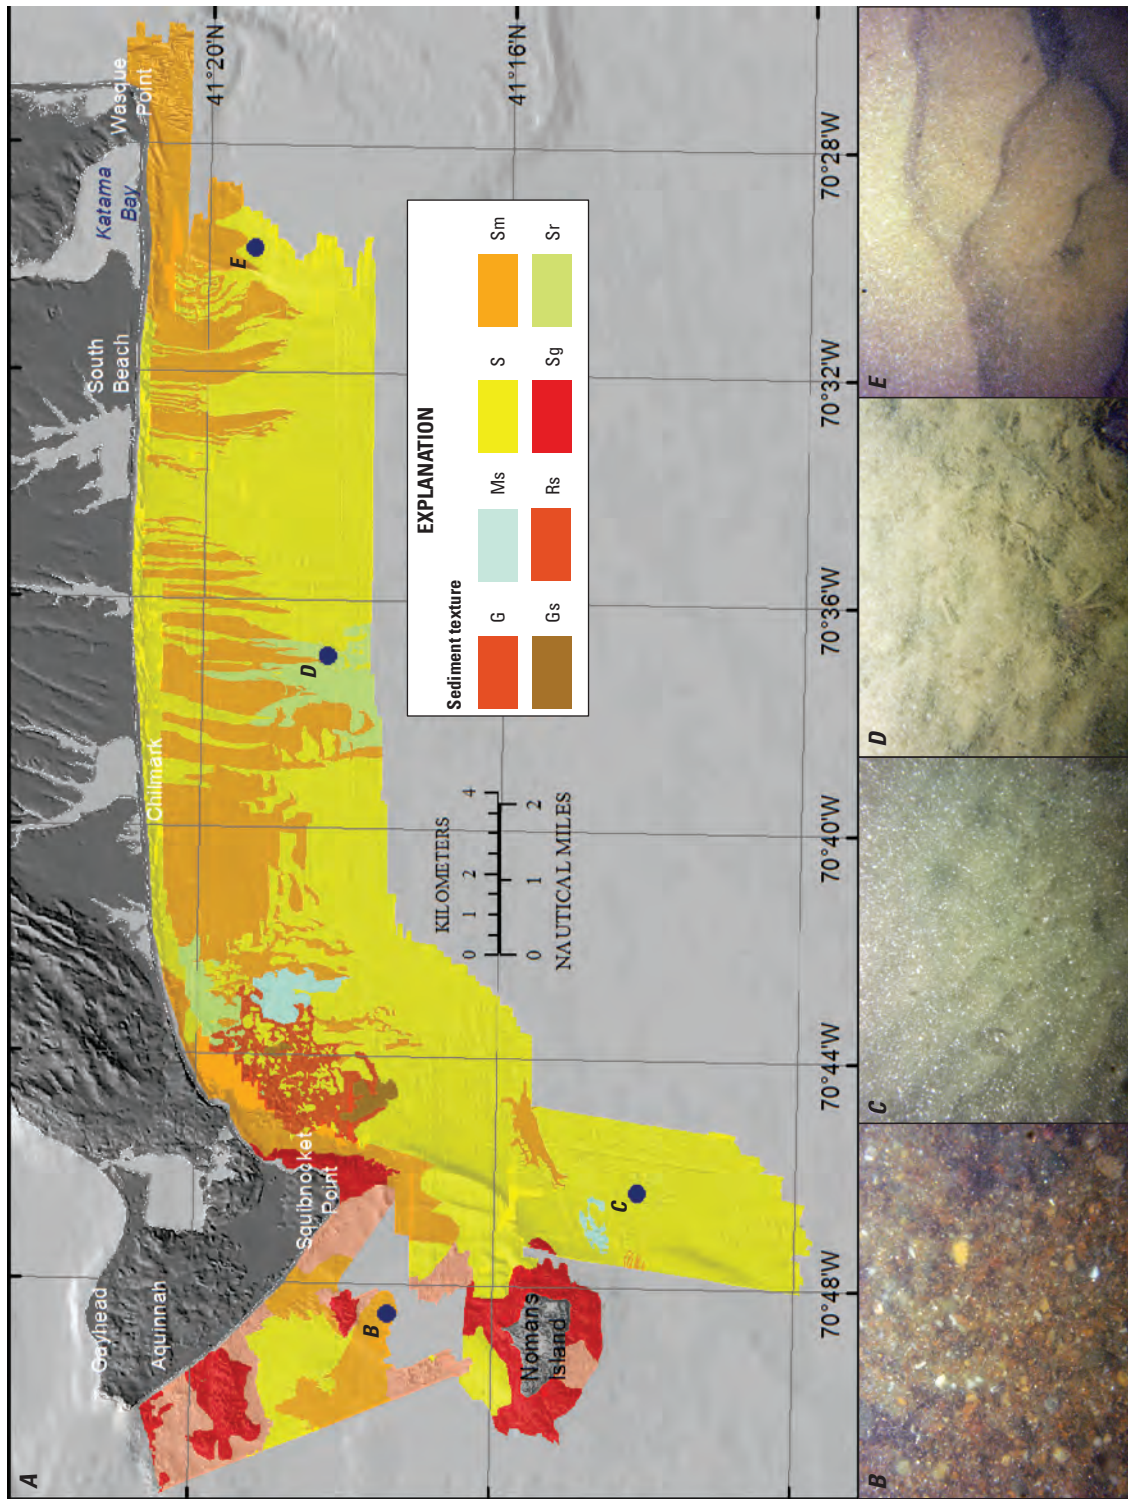 A
Gayhead
Aquinnah
Squibnocket
Point
Nomans
Island
Chilmark
South
Beach
Katama
Bay
Wasque
Point
41°20'N
41°16'N
B
C
D
E
KILOMETERS
0 1 2 4
0 1 2
NAUTICAL MILES
EXPLANATION
Sediment texture
G Ms S Sm
Gs Rs Sg Sr
70°48'W 70°44'W 70°40'W 70°36'W 70°32'W 70°28'W
B C D E